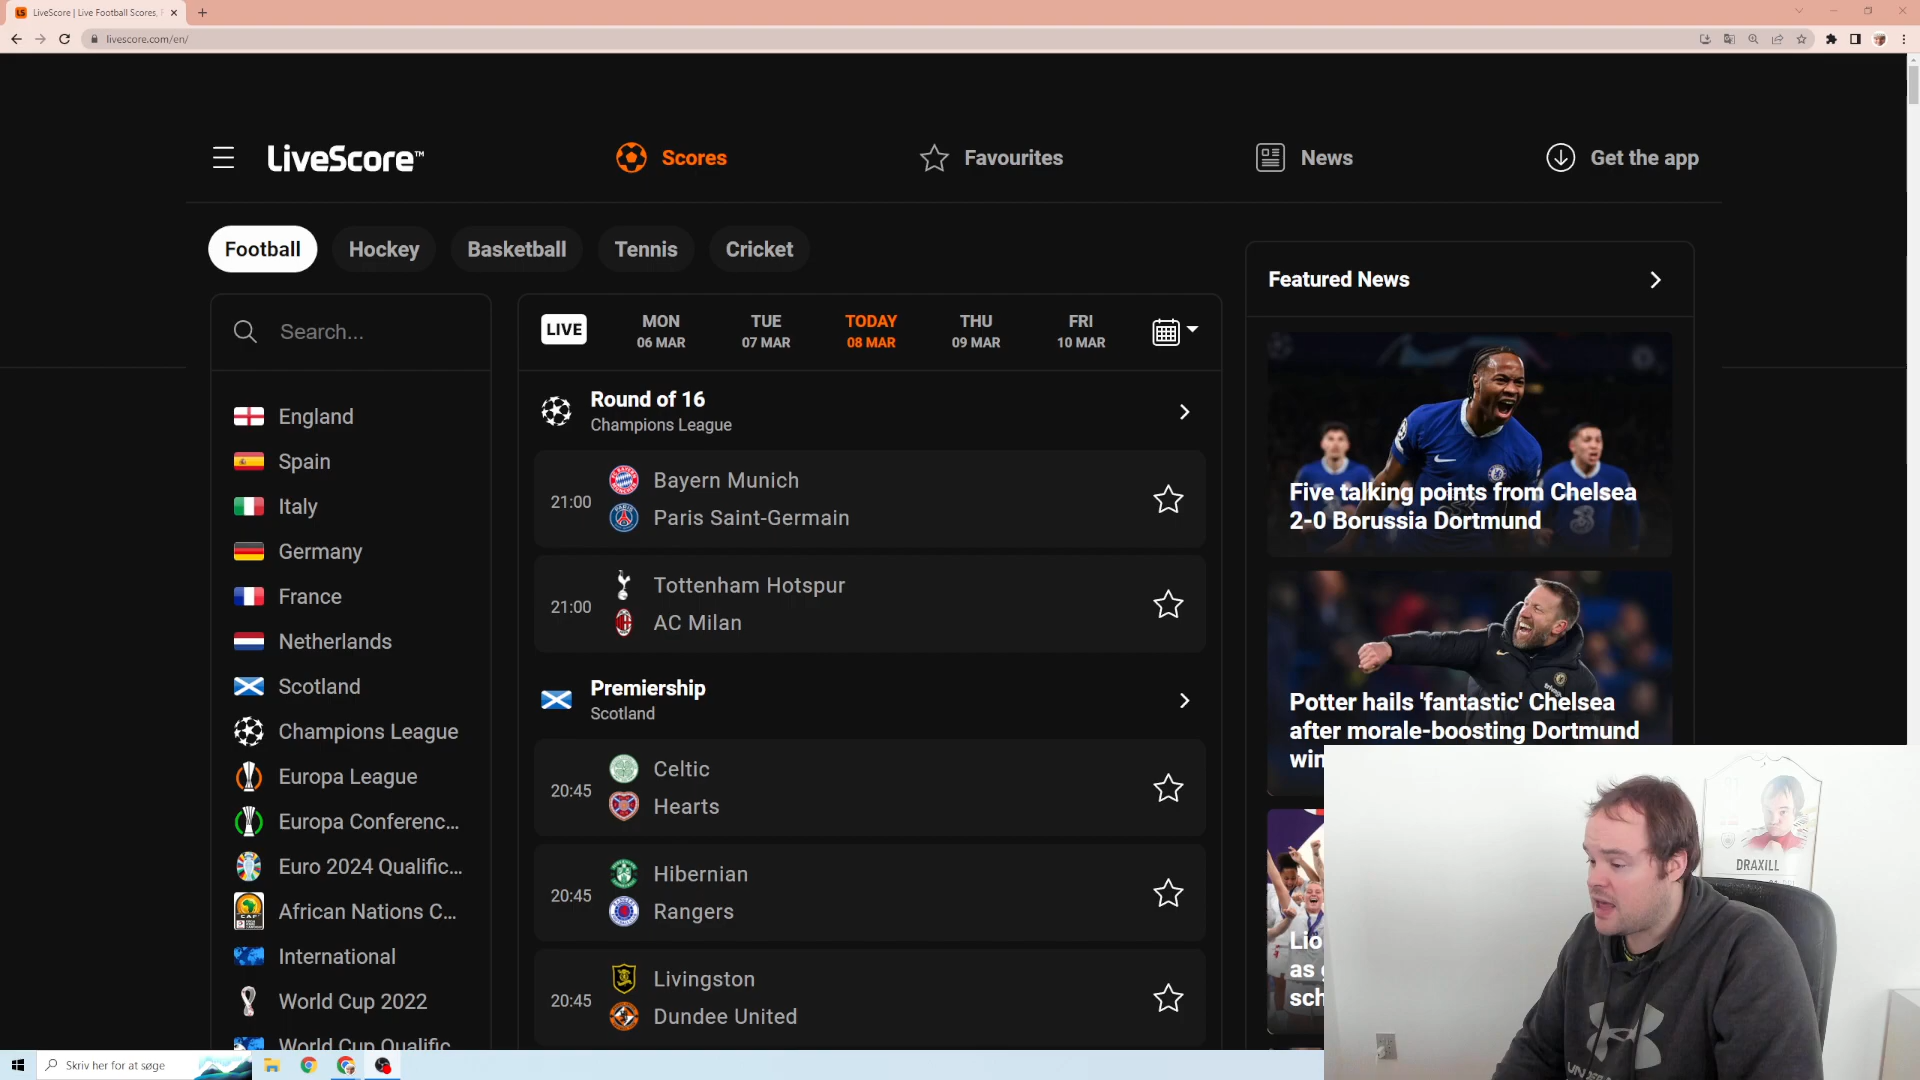 LiveScore | Live Football Scores,
livescore.com/en/
LiveScore™
Scores
Favourites
News
Get the app
Football
Hockey
Basketball
Tennis
Cricket
Search...
England
Spain
Italy
Germany
France
Netherlands
Scotland
Champions League
Europa League
Europa Conferenc...
Euro 2024 Qualific...
African Nations C...
International
World Cup 2022
World Cup Qualific
LIVE
MON
06 MAR
TUE
07 MAR
TODAY
08 MAR
THU
09 MAR
FRI
10 MAR
Round of 16
Champions League
21:00
Bayern Munich
Paris Saint-Germain
21:00
Tottenham Hotspur
AC Milan
Premiership
Scotland
20:45
Celtic
Hearts
20:45
Hibernian
Rangers
20:45
Livingston
Dundee United
Featured News
Five talking points from Chelsea
2-0 Borussia Dortmund
Potter hails 'fantastic' Chelsea
after morale-boosting Dortmund
win
Lio
as
sch
DRAXILL
Skriv her for at søge